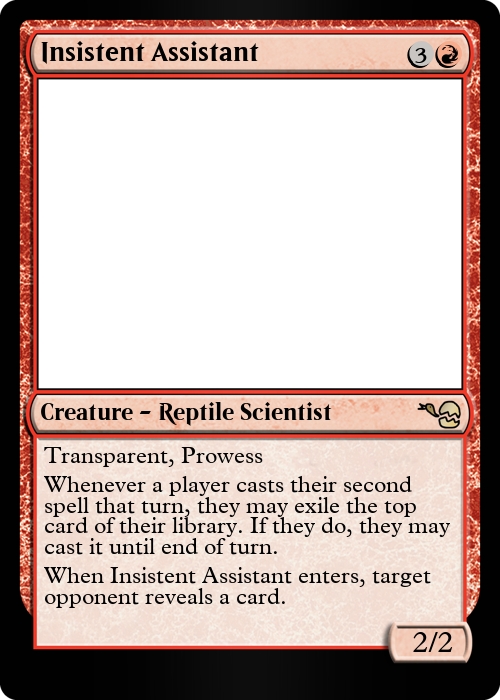 Insistent Assistant 3
Creature – Reptile Scientist
Transparent, Prowess
Whenever a player casts their second
spell that turn, they may exile the top
card of their library. If they do, they may
cast it until end of turn.
When Insistent Assistant enters, target
opponent reveals a card.
2/2